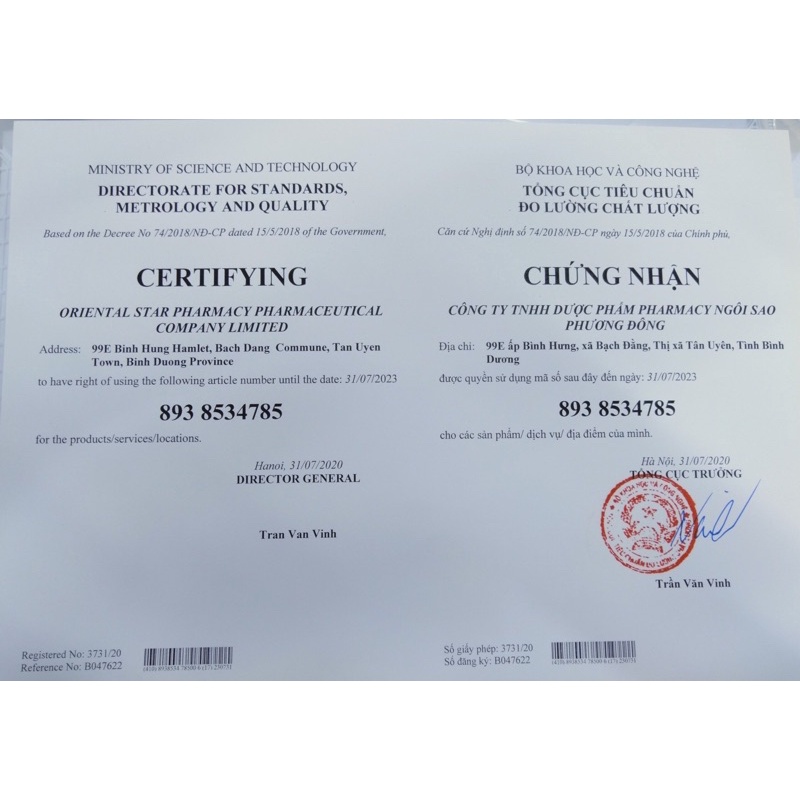 MINISTRY OF SCIENCE AND TECHNOLOGY
DIRECTORATE FOR STANDARDS,
METROLOGY AND QUALITY
Based on the Decree No 74/2018/NĐ-CP dated 15/5/2018 of the Government,
CERTIFYING
ORIENTAL STAR PHARMACY PHARMACEUTICAL
COMPANY LIMITED
Address: 99E Binh Hung Hamlet, Bach Dang Commune, Tan Uyen
Town, Binh Duong Province
to have right of using the following article number until the date: 31/07/2023
893 8534785
for the products/services/locations.
Hanoi, 31/07/2020
DIRECTOR GENERAL
Tran Van Vinh
Registered No: 3731/20
Reference No: B047622
BỘ KHOA HỌC VÀ CÔNG NGHỆ
TỔNG CỤC TIÊU CHUẨN
ĐO LƯỜNG CHẤT LƯỢNG
Căn cứ Nghị định số 74/2018/NĐ-CP ngày 15/5/2018 của Chính phủ,
CHỨNG NHẬN
CÔNG TY TNHH DƯỢC PHẨM PHARMACY NGÔI SAO
PHƯƠNG ĐÔNG
Địa chỉ: 99E ấp Bình Hưng, xã Bạch Đằng, Thị xã Tân Uyên, Tỉnh Bình
Dương
được quyền sử dụng mã số sau đây đến ngày: 31/07/2023
893 8534785
cho các sản phẩm/ dịch vụ/ địa điểm của mình.
Hà Nội, 31/07/2020
TỔNG CỤC TRƯỞNG
Trần Văn Vinh
Số giấy phép: 3731/20
Số đăng ký: B047622